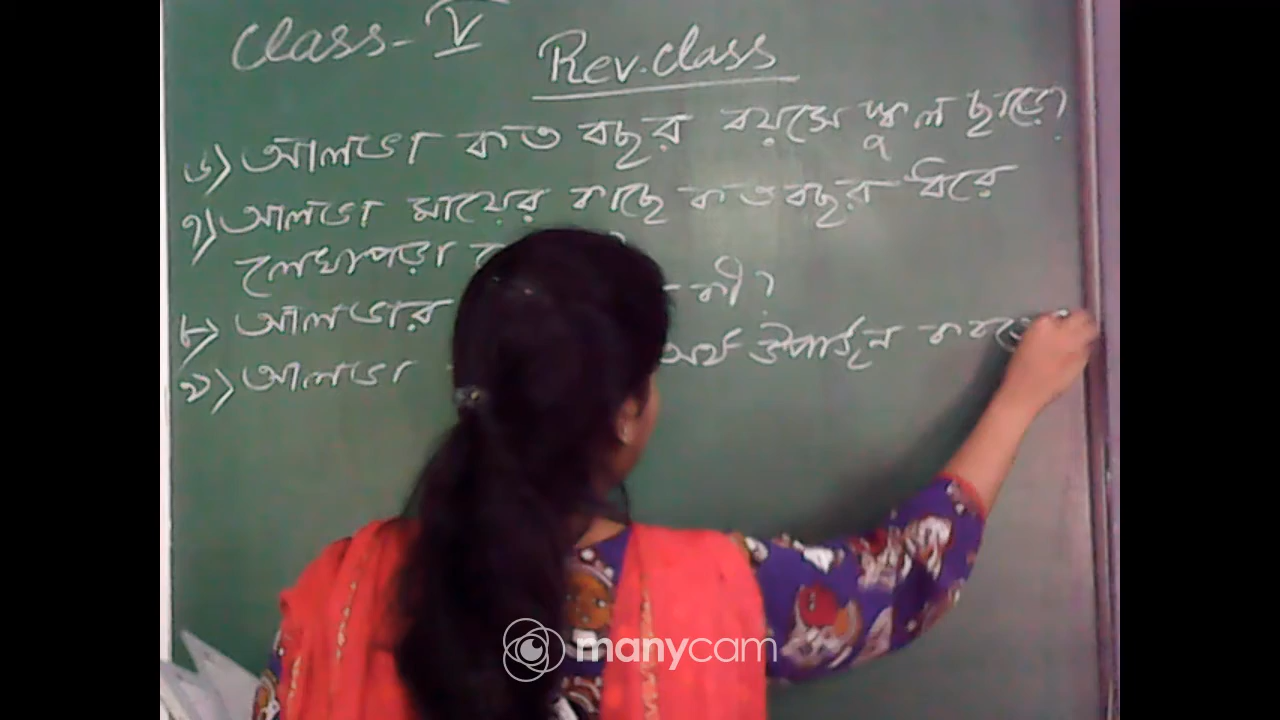 Class - V
Rev. class
৬) আলভা কত বছর বয়সে স্কুল ছাড়ে?
৭) আলভা মায়ের কাছে কত বছর ধরে
লেখাপড়া
৮) আলভার কী?
৯) আলভা অর্থ উপার্জন করতে
manycam